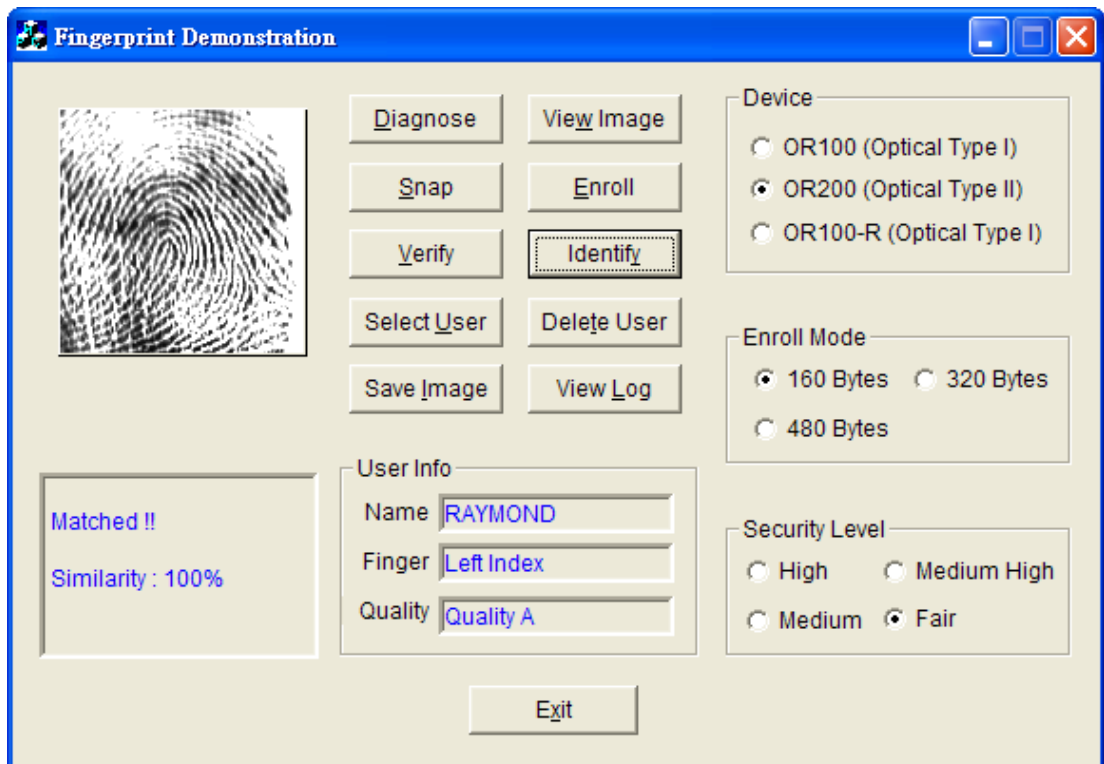 Fingerprint Demonstration
Diagnose
View Image
Snap
Enroll
Verify
Identify
Select User
Delete User
Save Image
View Log
Device
OR100 (Optical Type I)
OR200 (Optical Type II)
OR100-R (Optical Type I)
Enroll Mode
160 Bytes 320 Bytes
480 Bytes
Matched !!
Similarity : 100%
User Info
Name RAYMOND
Finger Left Index
Quality Quality A
Security Level
High Medium High
Medium Fair
Exit